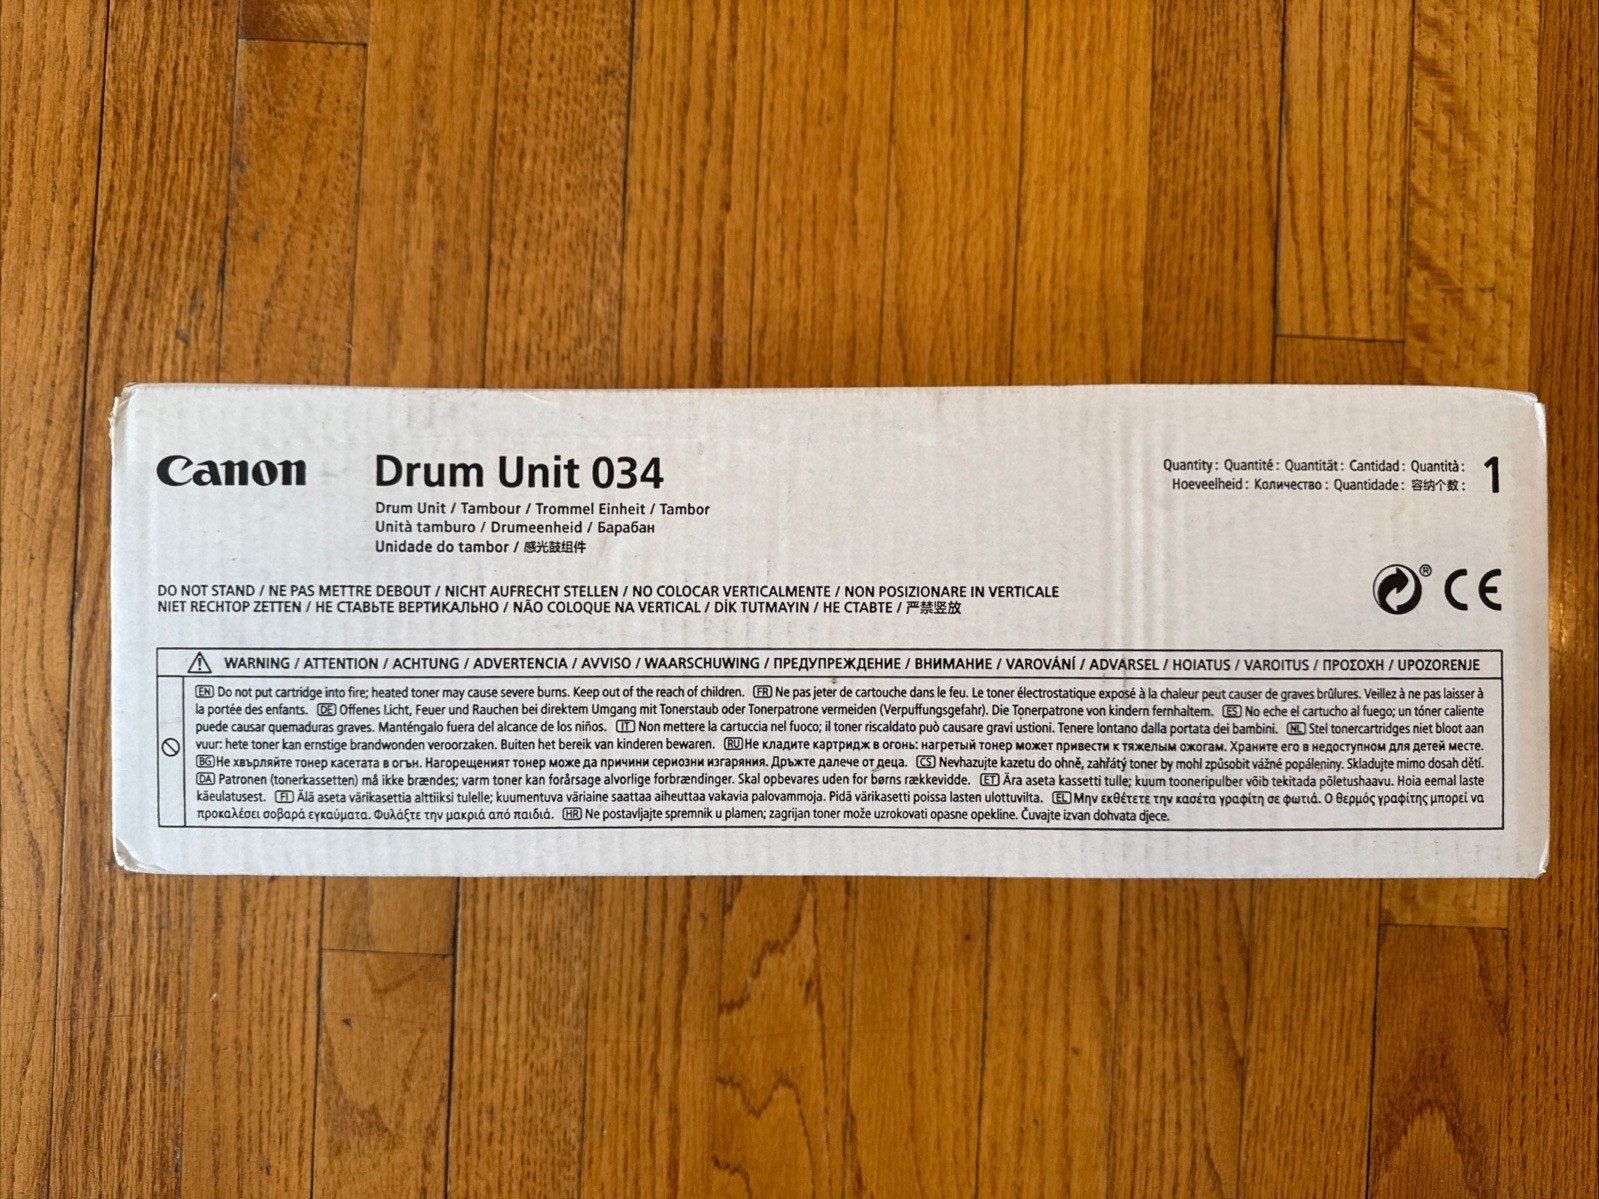 Canon
Drum Unit 034
Drum Unit / Tambour / Trommel Einheit / Tambor
Unità tamburo / Drumeenheid / Барабан
Unidade do tambor / 感光鼓组件
Quantity : Quantité : Quantität : Cantidad : Quantità :
Hoeveelheid : Количество : Quantidade : 容纳个数 :
1
DO NOT STAND / NE PAS METTRE DEBOUT / NICHT AUFRECHT STELLEN / NO COLOCAR VERTICALMENTE / NON POSIZIONARE IN VERTICALE
NIET RECHTOP ZETTEN / НЕ СТАВЬТЕ ВЕРТИКАЛЬНО / NÃO COLOQUE NA VERTICAL / DİK TUTMAYIN / НЕ СТАВТЕ / 严禁竖放
® CE
WARNING / ATTENTION / ACHTUNG / ADVERTENCIA / AVVISO / WAARSCHUWING / ПРЕДУПРЕЖДЕНИЕ / ВНИМАНИЕ / VAROVÁNÍ / ADVARSEL / HOIATUS / VAROITUS / ΠΡΟΣΟΧΗ / UPOZORENJE
EN Do not put cartridge into fire; heated toner may cause severe burns. Keep out of the reach of children. FR Ne pas jeter de cartouche dans le feu. Le toner électrostatique exposé à la chaleur peut causer de graves brûlures. Veillez à ne pas laisser à
la portée des enfants. DE Offenes Licht, Feuer und Rauchen bei direktem Umgang mit Tonerstaub oder Tonerpatrone vermeiden (Verpuffungsgefahr). Die Tonerpatrone von kindern fernhaltem. ES No eche el cartucho al fuego; un tóner caliente
puede causar quemaduras graves. Manténgalo fuera del alcance de los niños. IT Non mettere la cartuccia nel fuoco; il toner riscaldato può causare gravi ustioni. Tenere lontano dalla portata dei bambini. NL Stel tonercartridges niet bloot aan
vuur: hete toner kan ernstige brandwonden veroorzaken. Buiten het bereik van kinderen bewaren. RU Не кладите картридж в огонь: нагретый тонер может привести к тяжелым ожогам. Храните его в недоступном для детей месте.
BG Не хвърляйте тонер касетата в огън. Нагорещеният тонер може да причини сериозни изгаряния. Дръжте далече от деца. CS Nevhazujte kazetu do ohně, zahřátý toner by mohl způsobit vážné popáleniny. Skladujte mimo dosah dětí.
DA Patronen (tonerkassetten) må ikke brændes; varm toner kan forårsage alvorlige forbrændinger. Skal opbevares uden for børns rækkevidde. ET Ära aseta kassetti tulle; kuum tooneripulber võib tekitada põletushaavu. Hoia eemal laste
käeulatusest. FI Älä aseta värikasettia alttiiksi tulelle; kuumentuva väriaine saattaa aiheuttaa vakavia palovammoja. Pidä värikasetti poissa lasten ulottuvilta. EL Μην εκθέτετε την κασέτα γραφίτη σε φωτιά. Ο θερμός γραφίτης μπορεί να
προκαλέσει σοβαρά εγκαύματα. Φυλάξτε την μακριά από παιδιά. HR Ne postavljajte spremnik u plamen; zagrijan toner može uzrokovati opasne opekline. Čuvajte izvan dohvata djece.